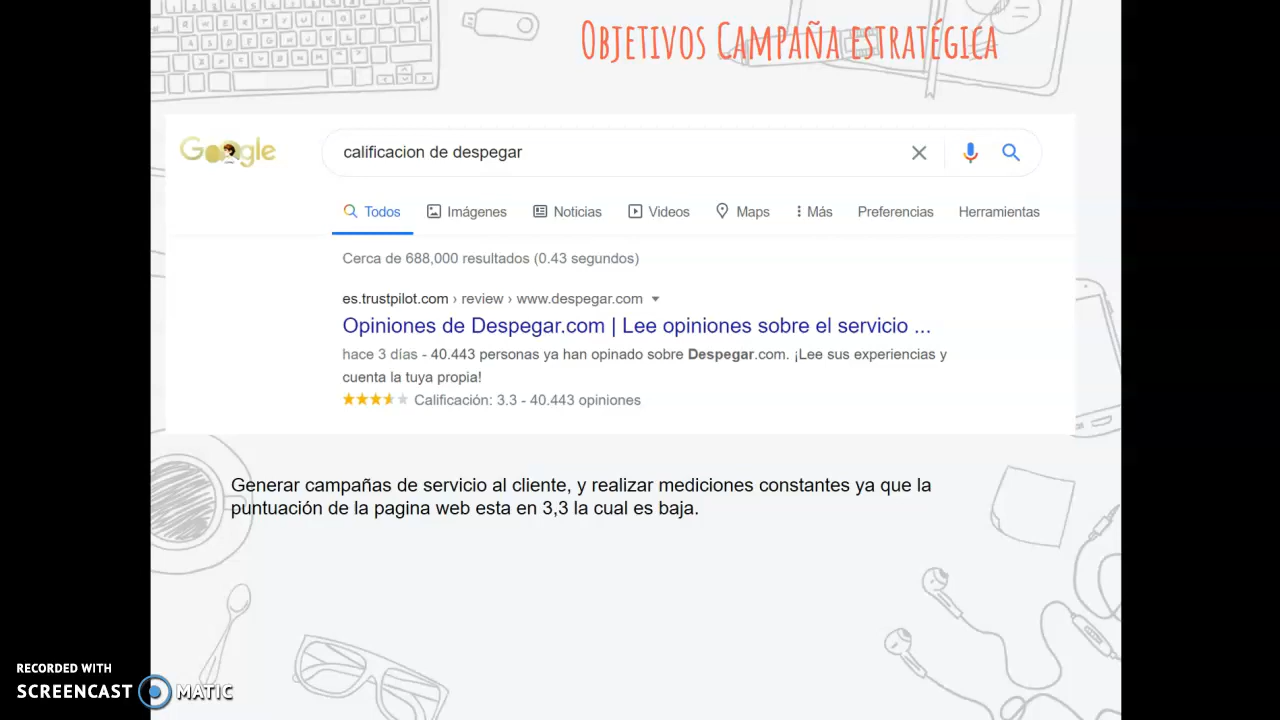 Objetivos Campaña estratégica
Google
calificacion de despegar
Todos Imágenes Noticias Videos Maps Más Preferencias Herramientas
Cerca de 688,000 resultados (0.43 segundos)
es.trustpilot.com › review › www.despegar.com
Opiniones de Despegar.com | Lee opiniones sobre el servicio ...
hace 3 días - 40.443 personas ya han opinado sobre Despegar.com. ¡Lee sus experiencias y
cuenta la tuya propia!
Calificación: 3.3 - 40.443 opiniones
Generar campañas de servicio al cliente, y realizar mediciones constantes ya que la
puntuación de la pagina web esta en 3,3 la cual es baja.
RECORDED WITH
SCREENCAST MATIC